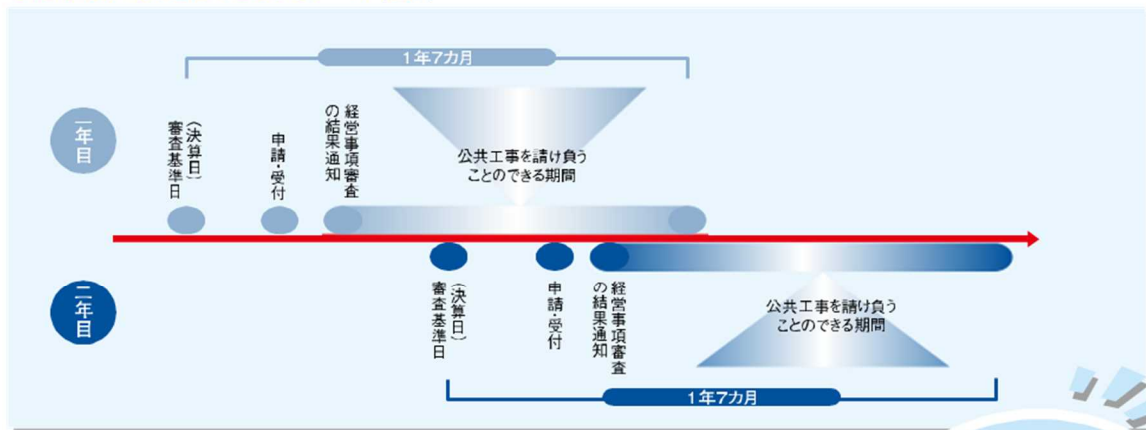 1年7カ月
一年目
審査基準日
(決算日)
申請・受付
経営事項審査
の結果通知
公共工事を請け負う
ことのできる期間
二年目
審査基準日
(決算日)
申請・受付
経営事項審査
の結果通知
公共工事を請け負う
ことのできる期間
1年7カ月